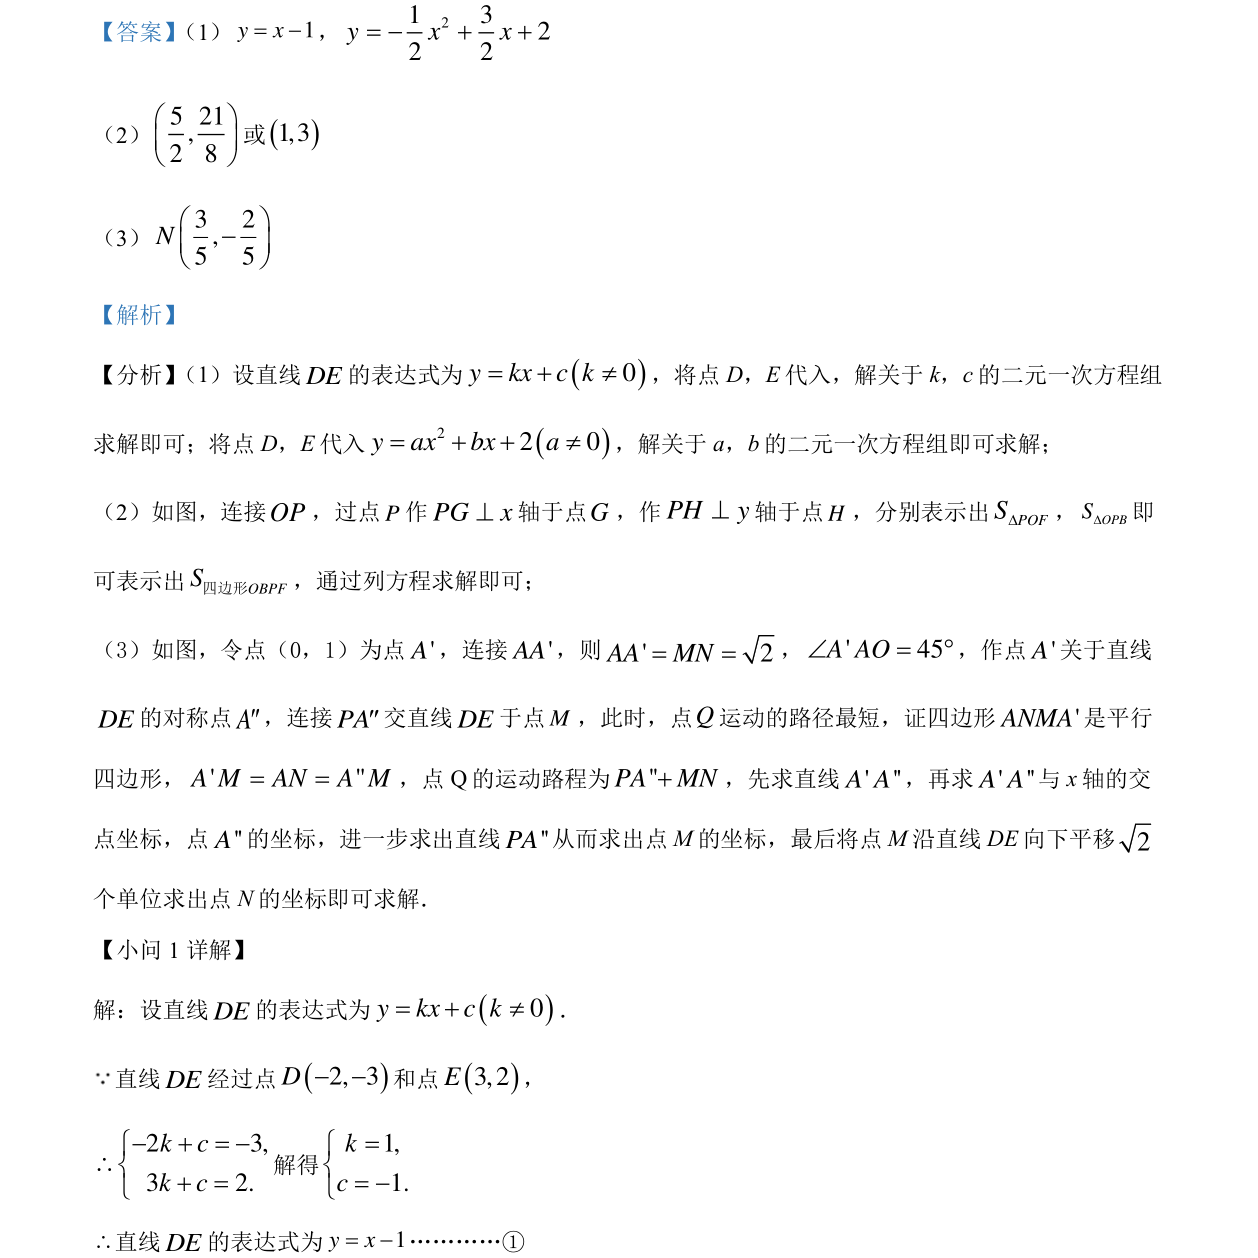 【答案】（1） y = x − 1， y = −1/2 x² + 3/2 x + 2
（2）(5/2, 21/8)或(1,3)
（3） N(3/5, −2/5)
【解析】
【分析】（1）设直线 DE 的表达式为 y = kx + c (k ≠ 0)，将点 D，E 代入，解关于 k，c 的二元一次方程组
求解即可；将点 D，E 代入 y = ax² + bx + 2 (a ≠ 0)，解关于 a，b 的二元一次方程组即可求解；
（2）如图，连接 OP，过点 P 作 PG ⊥ x 轴于点 G，作 PH ⊥ y 轴于点 H，分别表示出 S△POF， S△OPB 即
可表示出 S四边形OBPF，通过列方程求解即可；
（3）如图，令点（0，1）为点 A'，连接 AA'，则 AA' = MN = √2， ∠A'AO = 45°，作点 A' 关于直线
DE 的对称点 A″，连接 PA″ 交直线 DE 于点 M，此时，点 Q 运动的路径最短，证四边形 ANMA' 是平行
四边形， A'M = AN = A"M，点 Q 的运动路程为 PA"+ MN，先求直线 A'A"，再求 A'A" 与 x 轴的交
点坐标，点 A" 的坐标，进一步求出直线 PA" 从而求出点 M 的坐标，最后将点 M 沿直线 DE 向下平移 √2
个单位求出点 N 的坐标即可求解．
【小问 1 详解】
解：设直线 DE 的表达式为 y = kx + c (k ≠ 0)．
∵直线 DE 经过点 D(−2,−3) 和点 E(3,2)，
∴{−2k + c = −3, 3k + c = 2. 解得{k = 1, c = −1.
∴直线 DE 的表达式为 y = x − 1 …………①